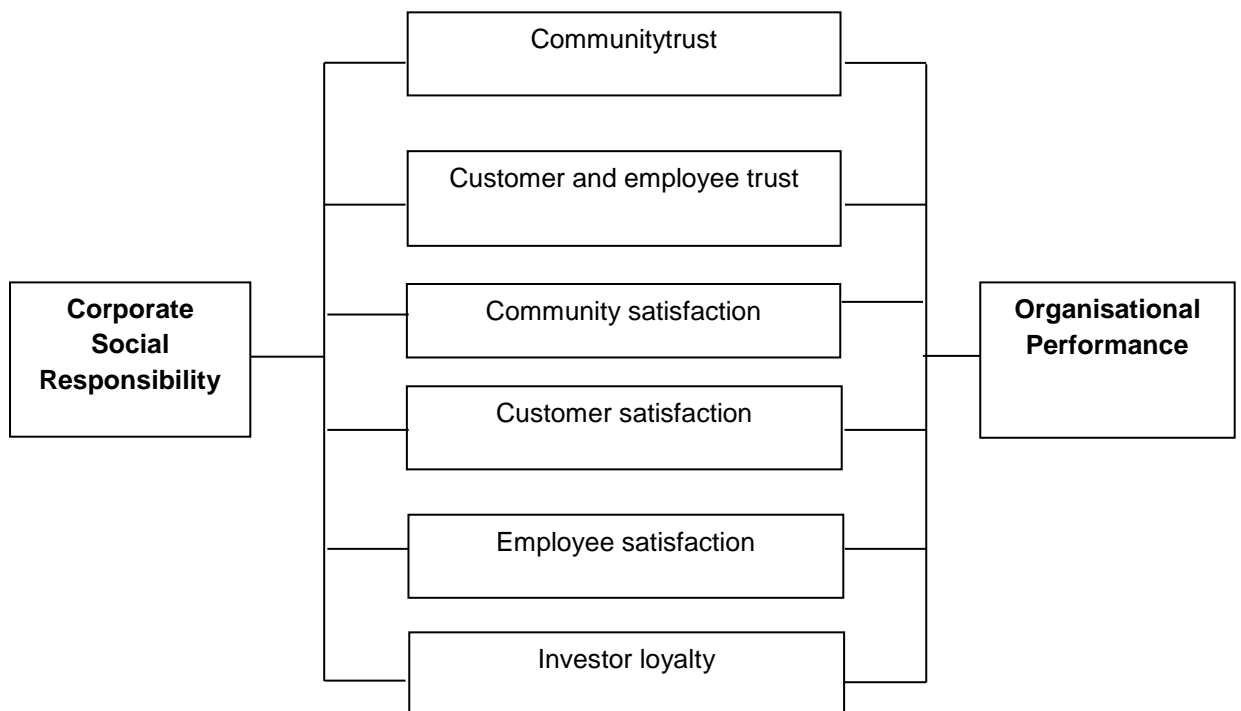 Communitytrust
Customer and employee trust
Community satisfaction
Customer satisfaction
Employee satisfaction
Investor loyalty
Corporate
Social
Responsibility
Organisational
Performance